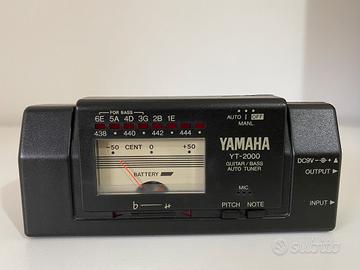 FOR BASS
6E 5A 4D 3G 2B 1E
438 • 440 • 442 • 444 •
-50 CENT 0 +50
BATTERY
♭ ♯
AUTO OFF
MANL.
YAMAHA
YT-2000
GUITAR/BASS
AUTO TUNER
MIC
PITCH NOTE
DC9V
OUTPUT
INPUT
subito